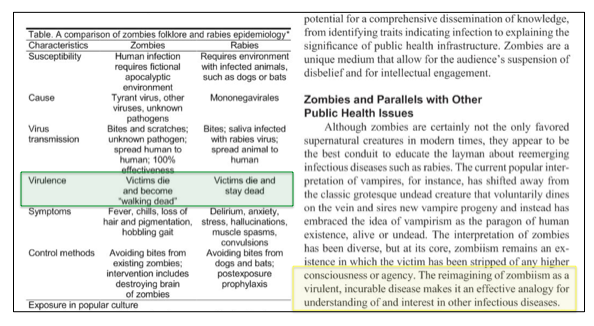 Table. A comparison of zombies folklore and rabies epidemiology*
Characteristics Zombies Rabies
Susceptibility Human infection Requires environment
requires fictional with infected animals,
apocalyptic such as dogs or bats
environment
Cause Tyrant virus, other Mononegavirales
viruses, unknown
pathogens
Virus Bites and scratches; Bites; saliva infected
transmission unknown pathogen; with rabies virus;
spread human to spread animal to
human; 100% human
effectiveness
Virulence Victims die Victims die and
and become stay dead
"walking dead"
Symptoms Fever, chills, loss of Delirium, anxiety,
hair and pigmentation, stress, hallucinations,
hobbling gait muscle spasms,
convulsions
Control methods Avoiding bites from Avoiding bites from
existing zombies; dogs and bats;
intervention includes postexposure
destroying brain prophylaxis
of zombies
Exposure in popular culture
potential for a comprehensive dissemination of knowledge,
from identifying traits indicating infection to explaining the
significance of public health infrastructure. Zombies are a
unique medium that allow for the audience's suspension of
disbelief and for intellectual engagement.
Zombies and Parallels with Other
Public Health Issues
Although zombies are certainly not the only favored
supernatural creatures in modern times, they appear to be
the best conduit to educate the layman about reemerging
infectious diseases such as rabies. The current popular inter-
pretation of vampires, for instance, has shifted away from
the classic grotesque undead creature that voluntarily dines
on the vein and sires new vampire progeny and instead has
embraced the idea of vampirism as the paragon of human
existence, alive or undead. The interpretation of zombies
has been diverse, but at its core, zombiism remains an ex-
istence in which the victim has been stripped of any higher
consciousness or agency. The reimagining of zombiism as a
virulent, incurable disease makes it an effective analogy for
understanding of and interest in other infectious diseases.